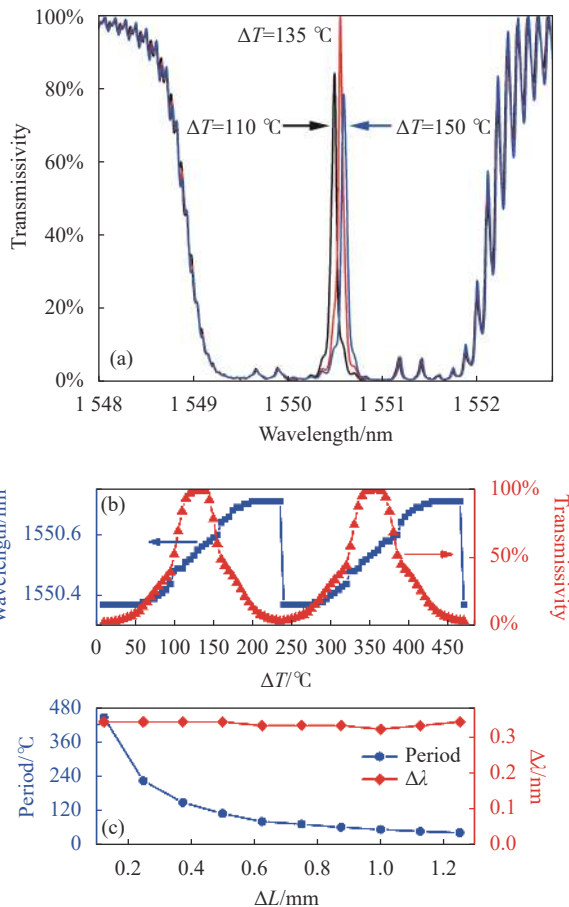 100%
80%
60%
40%
20%
0%
Transmissivity
ΔT=135 ℃
ΔT=110 ℃
ΔT=150 ℃
(a)
1 548
1 549
1 550
1 551
1 552
Wavelength/nm
(b)
Wavelength/nm
1550.6
1550.4
100%
50%
0%
Transmissivity
0
50
100
150
200
250
300
350
400
450
ΔT/℃
480
360
240
120
0
Period/℃
Period
Δλ
(c)
0.3
0.2
0.1
0.0
Δλ/nm
0.2
0.4
0.6
0.8
1.0
1.2
ΔL/mm